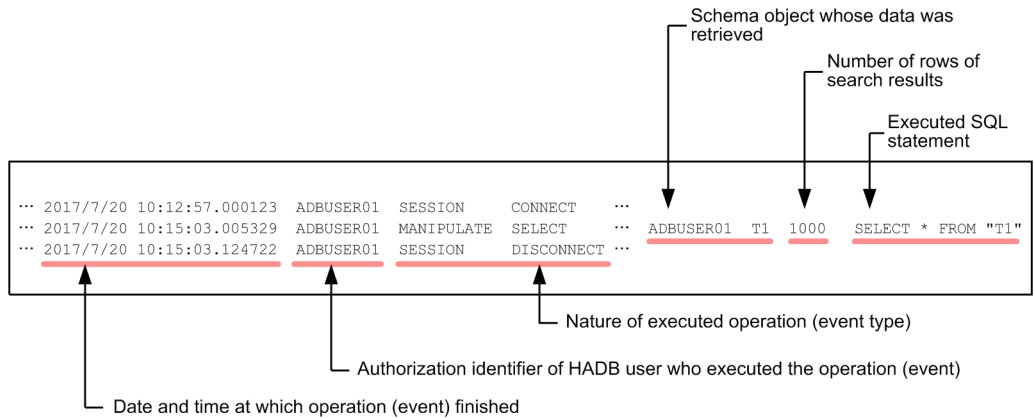 Schema object whose data was
retrieved
Number of rows of
search results
Executed SQL
statement
... 2017/7/20 10:12:57.000123 ADBUSER01 SESSION CONNECT ...
... 2017/7/20 10:15:03.005329 ADBUSER01 MANIPULATE SELECT ... ADBUSER01 T1 1000 SELECT * FROM "T1"
... 2017/7/20 10:15:03.124722 ADBUSER01 SESSION DISCONNECT ...
Nature of executed operation (event type)
Authorization identifier of HADB user who executed the operation (event)
Date and time at which operation (event) finished